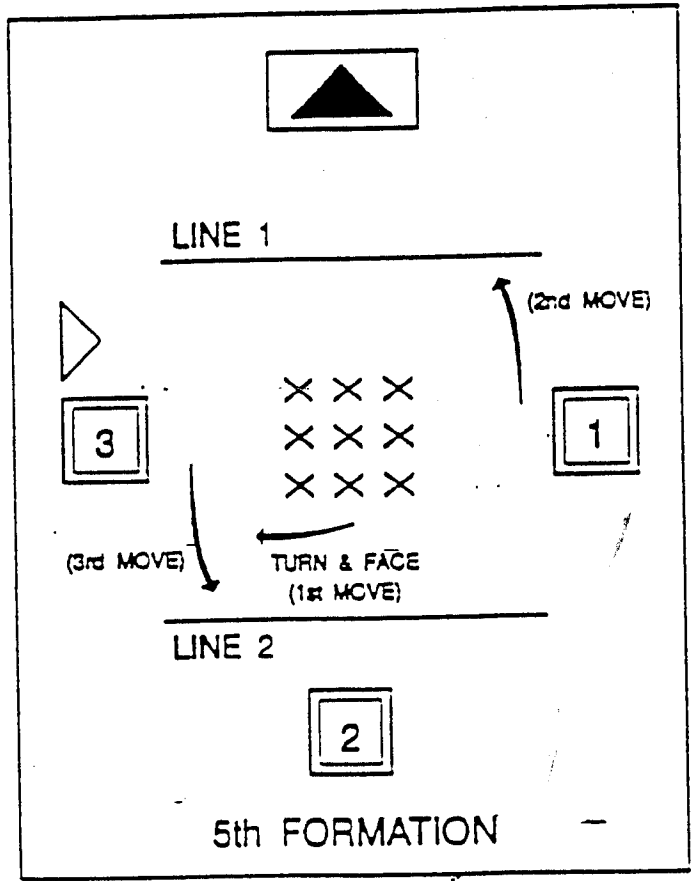 LINE 1
(2nd MOVE)
3
1
(3rd MOVE)
TURN & FACE
(1st MOVE)
LINE 2
2
5th FORMATION